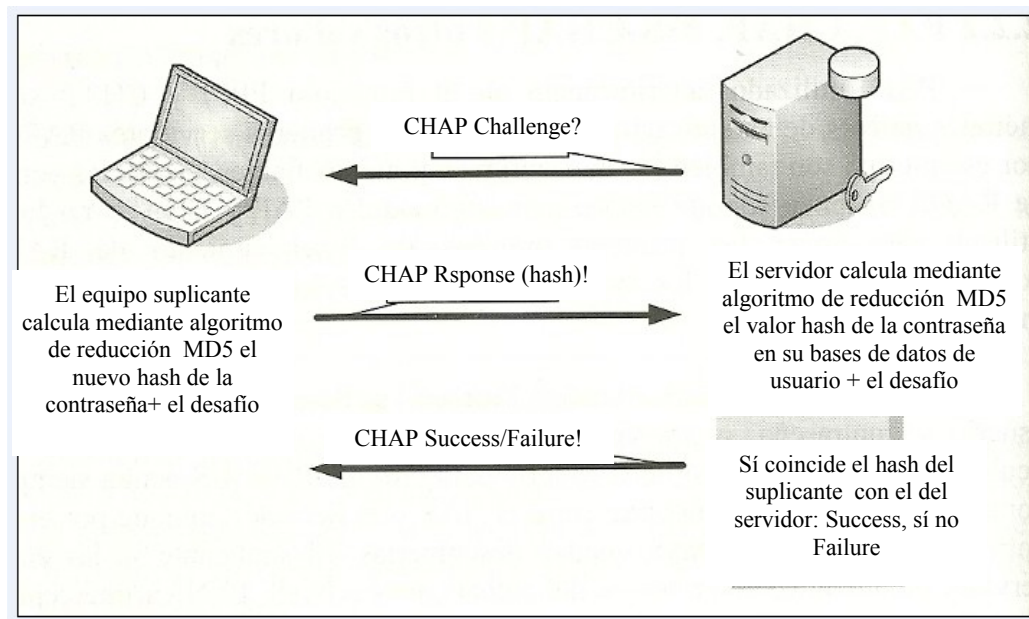 CHAP Challenge?
CHAP Rsponse (hash)!
El equipo suplicante
calcula mediante algoritmo
de reducción MD5 el
nuevo hash de la
contraseña+ el desafío
El servidor calcula mediante
algoritmo de reducción MD5
el valor hash de la contraseña
en su bases de datos de
usuario + el desafío
CHAP Success/Failure!
Sí coincide el hash del
suplicante con el del
servidor: Success, sí no
Failure